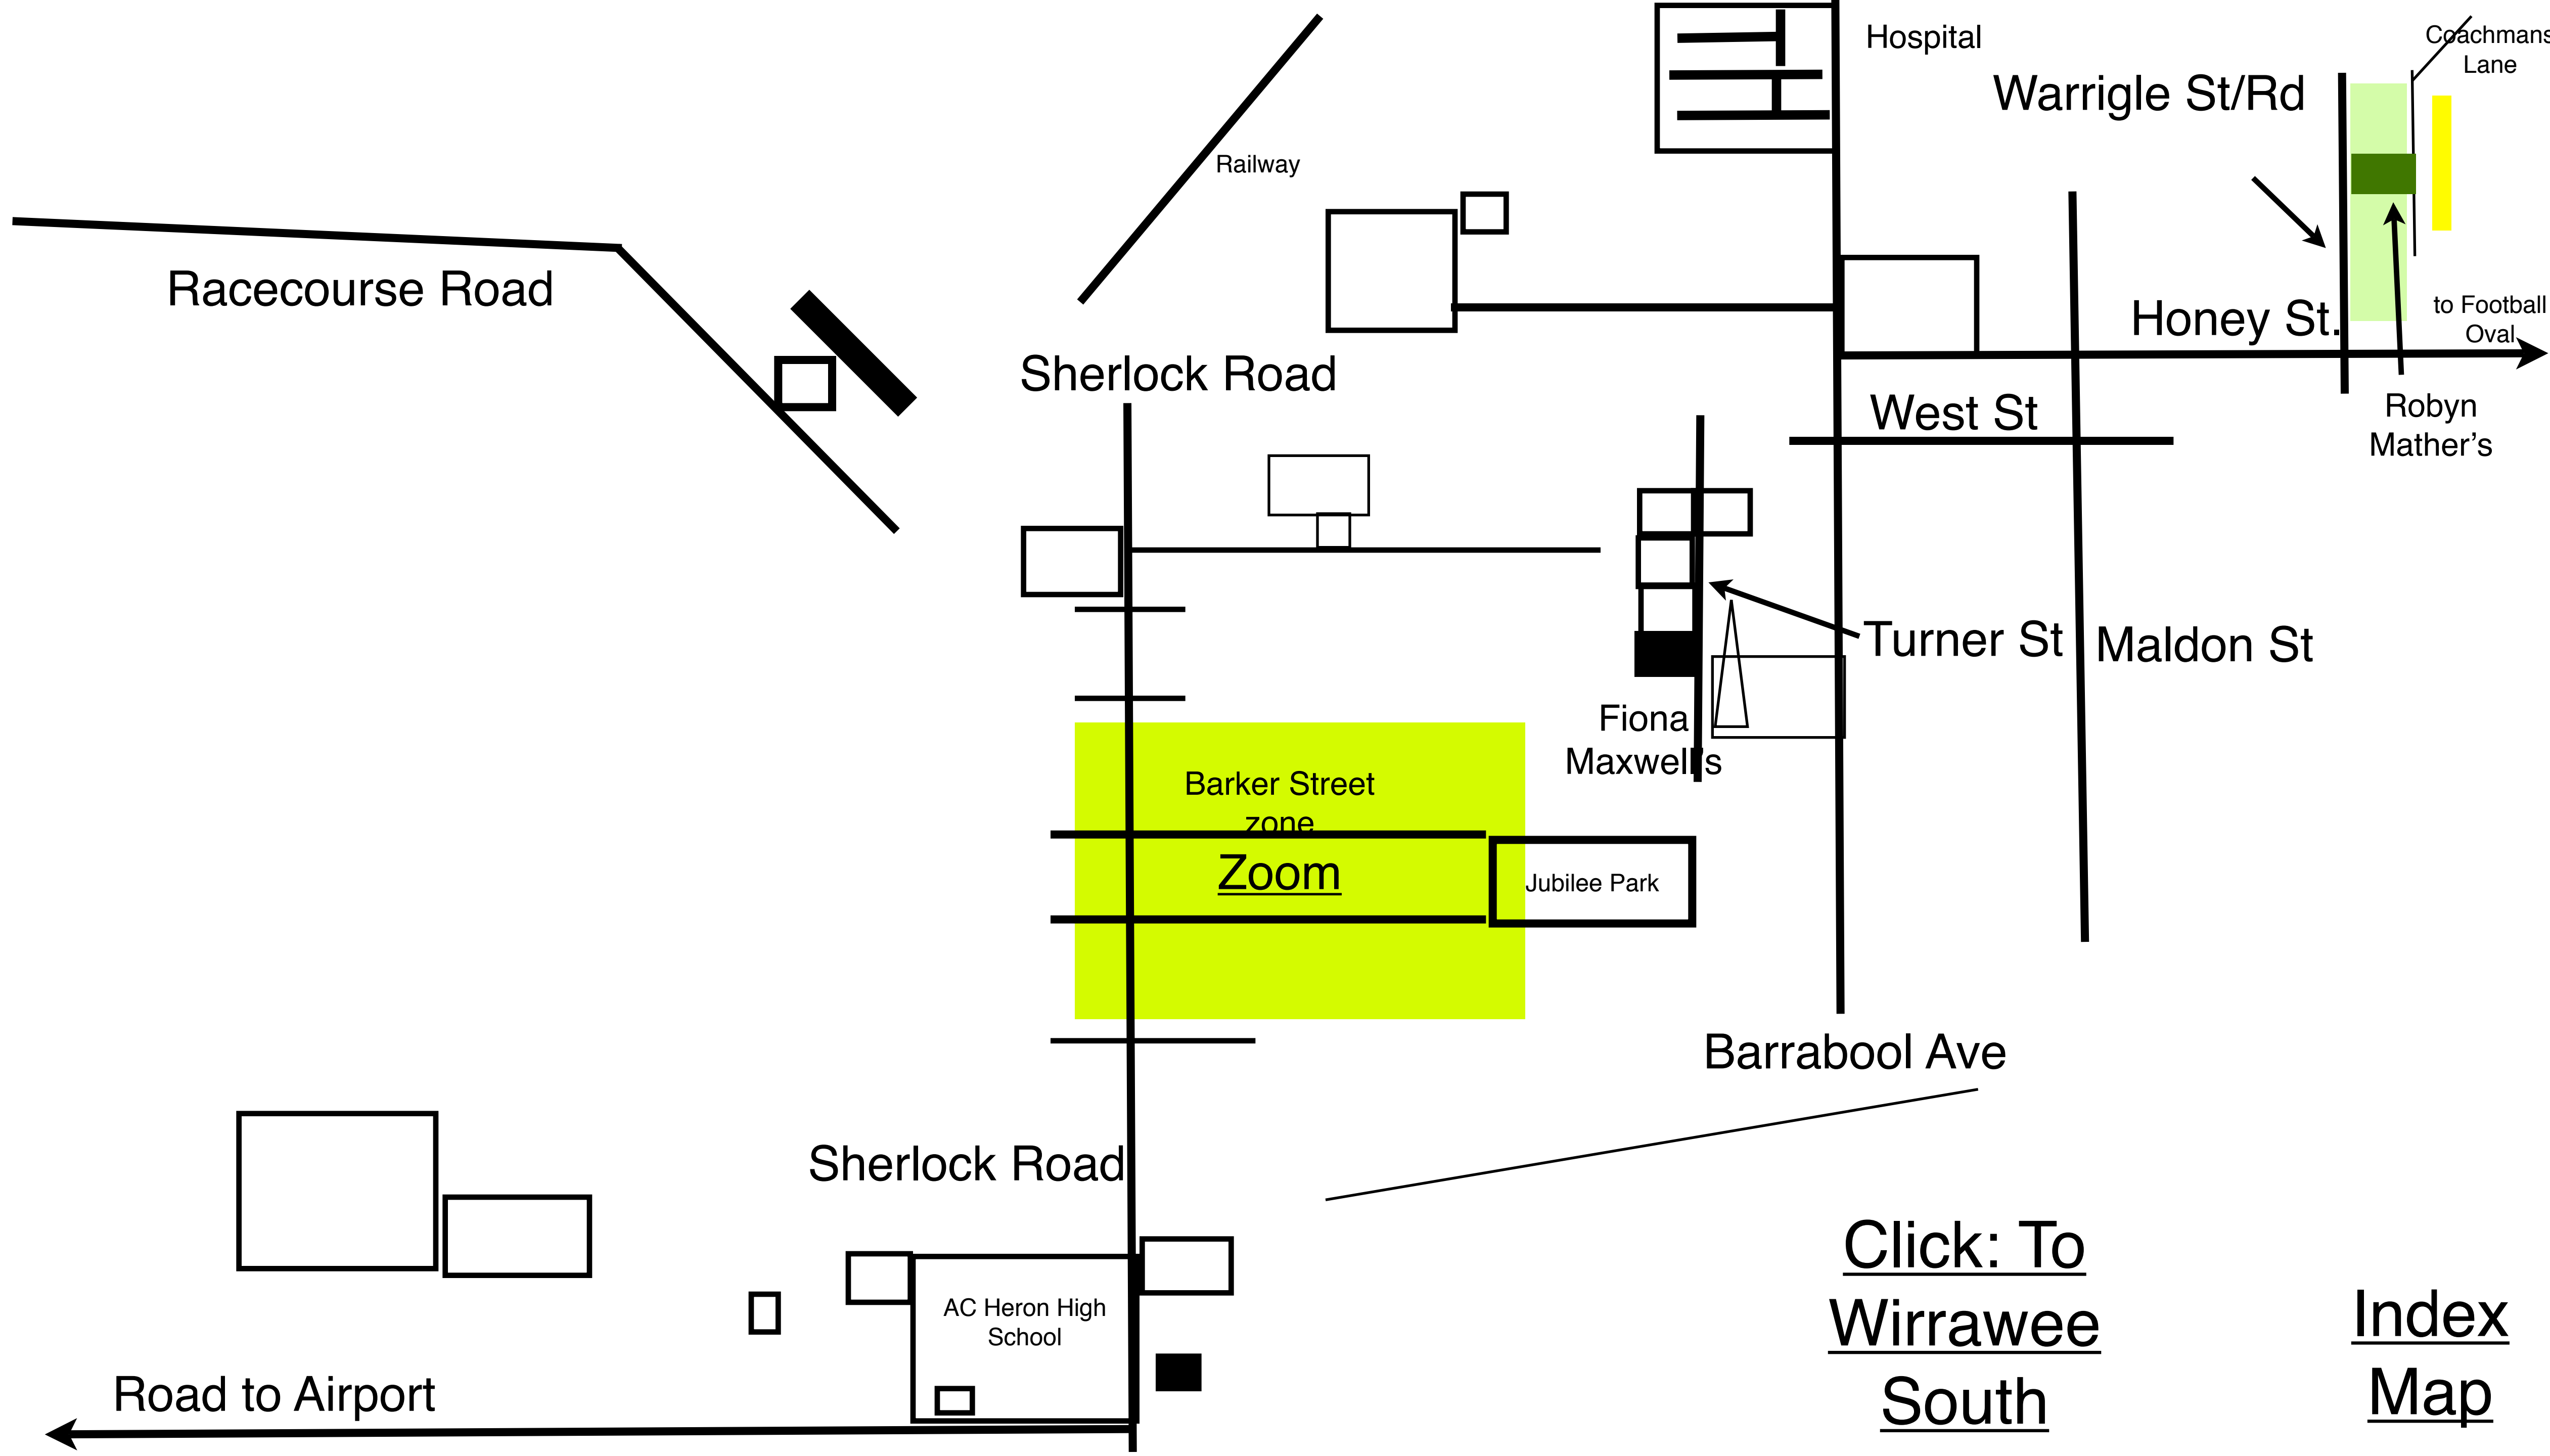 Hospital
Coachmans
Lane
Warrigle St/Rd
Railway
Racecourse Road
Honey St.
to Football
Oval
Sherlock Road
West St
Robyn
Mather’s
Turner St
Maldon St
Fiona
Maxwell’s
Barker Street
zone
Zoom
Jubilee Park
Barrabool Ave
Sherlock Road
Click: To
Wirrawee
South
Index
Map
AC Heron High
School
Road to Airport